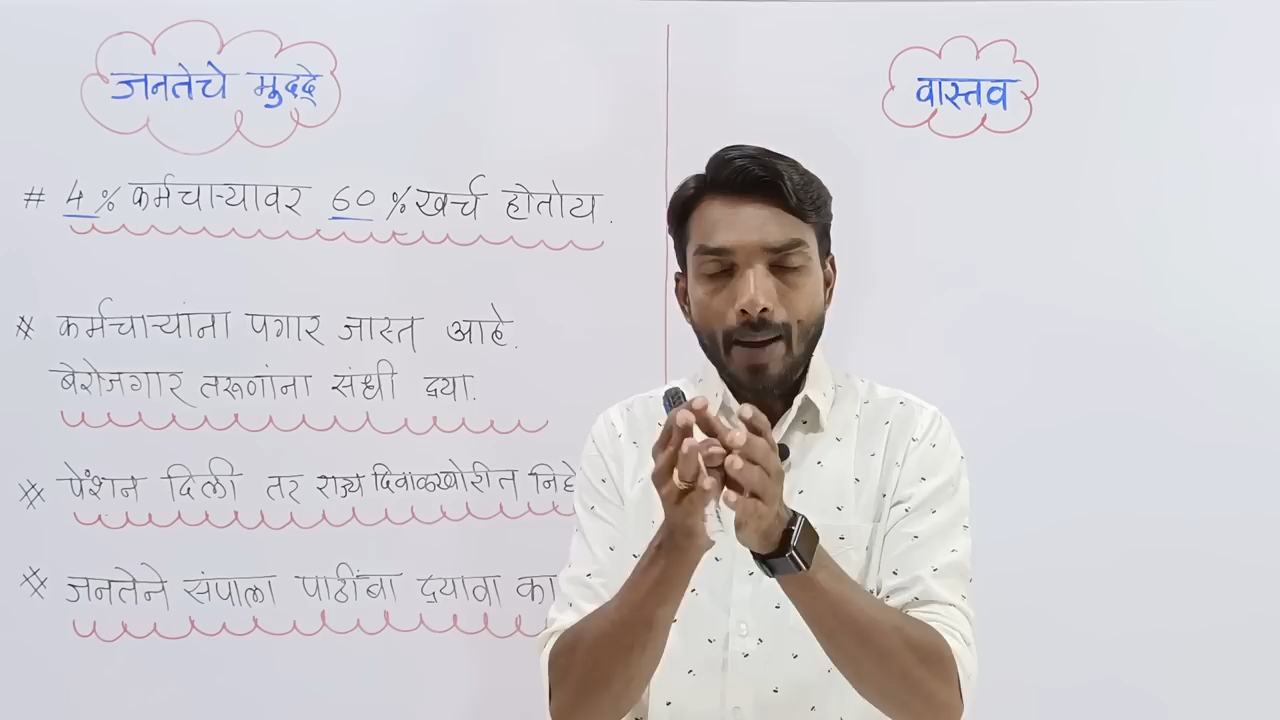 जनतेचे मुद्दे
# 4 % कर्मचाऱ्यावर 60 % खर्च होतोय.
* कर्मचाऱ्यांना पगार जास्त आहे.
बेरोजगार तरूणांना संधी द्या.
* पेंशन दिली तर राज्य दिवाळखोरीत
* जनतेने संपाला पाठींबा द्यावा का
वास्तव